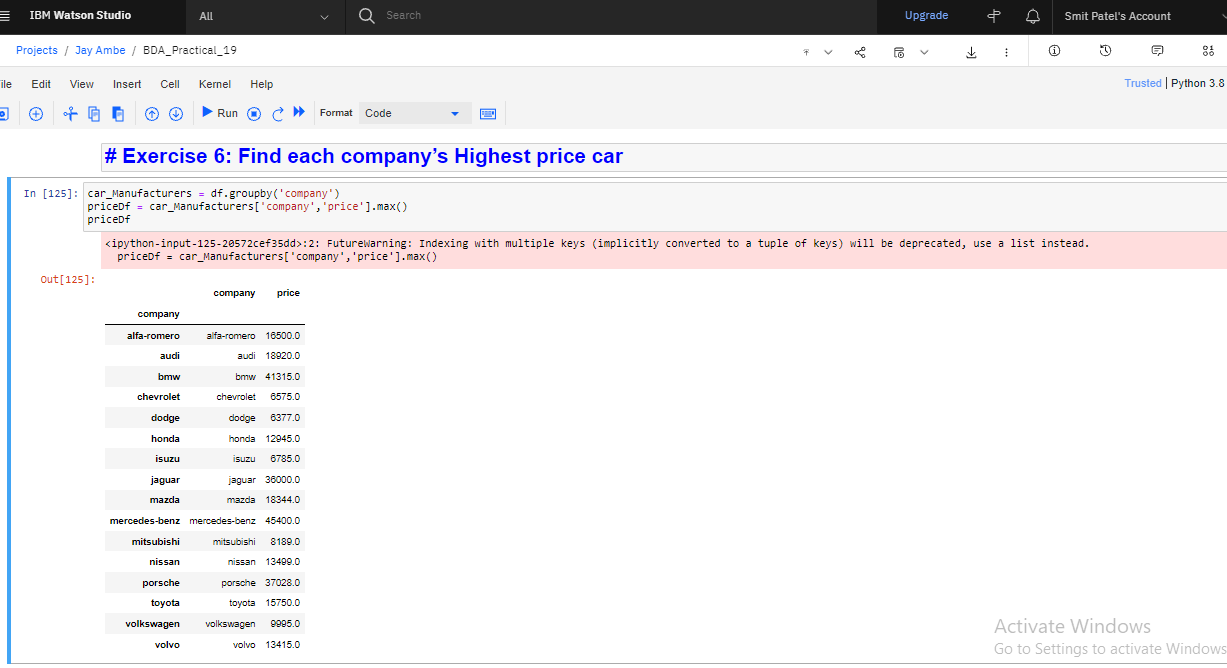 IBM Watson Studio All Search Upgrade Smit Patel's Account
Projects / Jay Ambe / BDA_Practical_19
ile Edit View Insert Cell Kernel Help Trusted | Python 3.8
Run Format Code
# Exercise 6: Find each company's Highest price car
In [125]: car_Manufacturers = df.groupby('company')
priceDf = car_Manufacturers['company','price'].max()
priceDf
<ipython-input-125-20572cef35dd>:2: FutureWarning: Indexing with multiple keys (implicitly converted to a tuple of keys) will be deprecated, use a list instead.
priceDf = car_Manufacturers['company','price'].max()
Out[125]:
company price
company
alfa-romero alfa-romero 16500.0
audi audi 18920.0
bmw bmw 41315.0
chevrolet chevrolet 6575.0
dodge dodge 6377.0
honda honda 12945.0
isuzu isuzu 6785.0
jaguar jaguar 36000.0
mazda mazda 18344.0
mercedes-benz mercedes-benz 45400.0
mitsubishi mitsubishi 8189.0
nissan nissan 13499.0
porsche porsche 37028.0
toyota toyota 15750.0
volkswagen volkswagen 9995.0
volvo volvo 13415.0
Activate Windows
Go to Settings to activate Windows